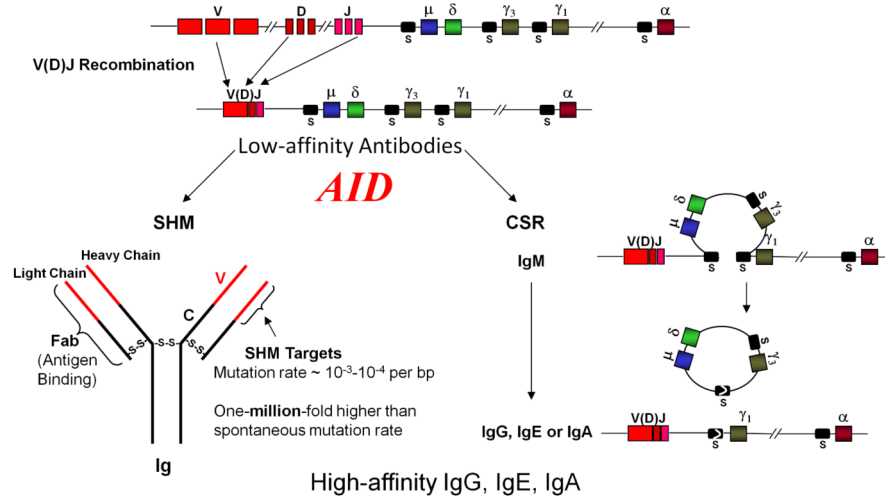 V D J μ δ γ3 γ1 α
S S S S
V(D)J Recombination
V(D)J μ δ γ3 γ1 α
S S S S
Low-affinity Antibodies
AID
SHM
CSR
Heavy Chain
Light Chain
V
C
Fab
(Antigen
Binding)
-S-S- -S-S- -S-S-
SHM Targets
Mutation rate ~ 10-3-10-4 per bp
One-million-fold higher than
spontaneous mutation rate
Ig
IgM
IgG, IgE or IgA
δ S
μ γ3
V(D)J γ1 α
S S S
δ S
μ γ3
S
V(D)J γ1 α
S S
High-affinity IgG, IgE, IgA